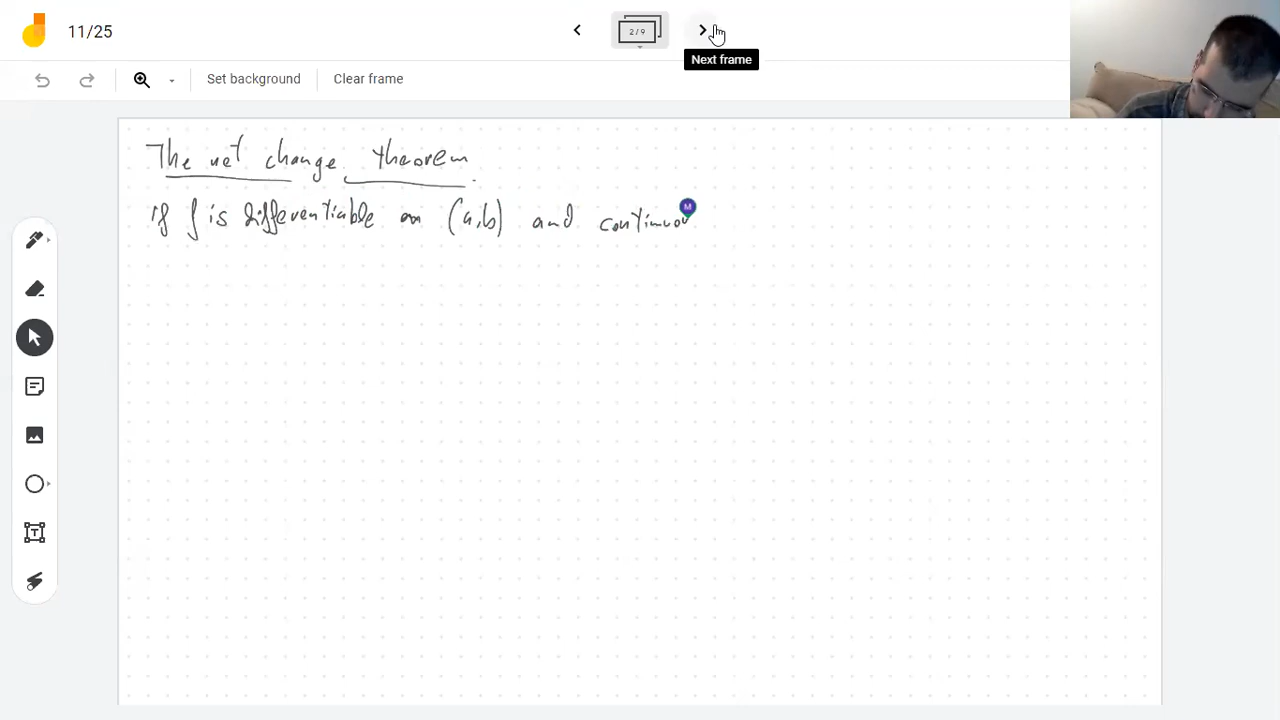 11/25
2/9
Next frame
Set background
Clear frame
The net change theorem
if f is differentiable on (a,b) and continuou
M
T